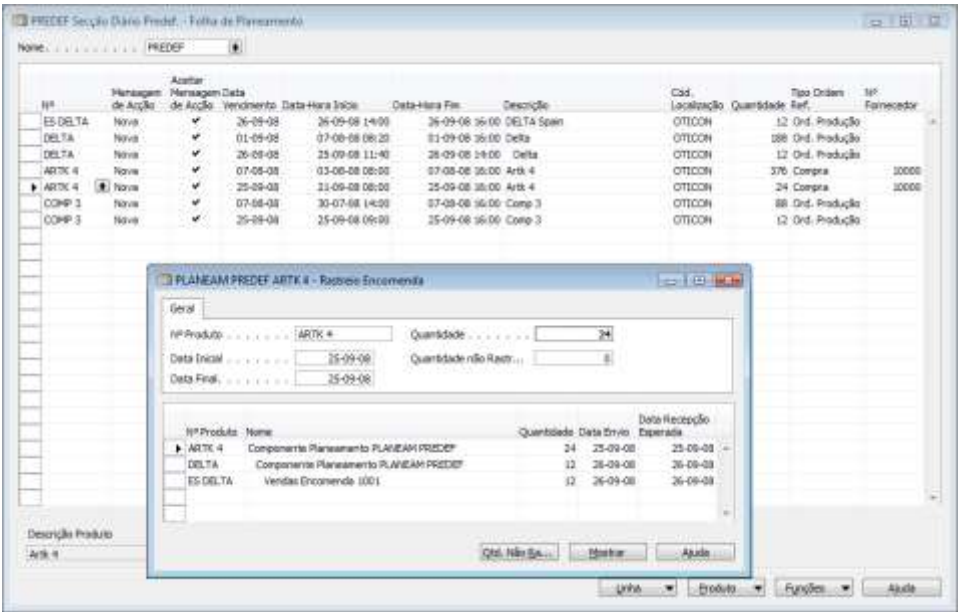 PREDEF Secção Diário Predef. - Folha de Planeamento
Nome. . . . . . . . . . PREDEF
Nº Mensagem de Acção Aceitar Mensagem de Acção Data Vencimento Data-Hora Início Data-Hora Fim Descrição Cód. Localização Quantidade Tipo Ordem Ref. Nº Fornecedor
ES DELTA Nova ✔ 26-09-08 26-09-08 14:00 26-09-08 16:00 DELTA Spain OTICON 12 Ord. Produção
DELTA Nova ✔ 01-09-08 07-08-08 08:20 01-09-08 16:00 Delta OTICON 188 Ord. Produção
DELTA Nova ✔ 26-09-08 25-09-08 11:40 26-09-08 14:00 Delta OTICON 12 Ord. Produção
ARTK 4 Nova ✔ 07-08-08 03-08-08 08:00 07-08-08 16:00 Artk 4 OTICON 376 Compra 10000
ARTK 4 Nova ✔ 25-09-08 21-09-08 08:00 25-09-08 16:00 Artk 4 OTICON 24 Compra 10000
COMP 3 Nova ✔ 07-08-08 30-07-08 14:00 07-08-08 16:00 Comp 3 OTICON 88 Ord. Produção
COMP 3 Nova ✔ 25-09-08 25-09-08 09:00 25-09-08 16:00 Comp 3 OTICON 12 Ord. Produção
PLANEAM PREDEF ARTK 4 - Rastreio Encomenda
Geral
Nº Produto . . . . . . . ARTK 4 Quantidade . . . . . . . 24
Data Inicial . . . . . . . 25-09-08 Quantidade não Rastr... 0
Data Final. . . . . . . . 25-09-08
Nº Produto Nome Quantidade Data Envio Data Recepção Esperada
ARTK 4 Componente Planeamento PLANEAM PREDEF 24 25-09-08 25-09-08
DELTA Componente Planeamento PLANEAM PREDEF 12 26-09-08 26-09-08
ES DELTA Vendas Encomenda 1001 12 26-09-08 26-09-08
Qtd. Não Ra... Mostrar Ajuda
Descrição Produto
Artk 4
Linha Produto Funções Ajuda